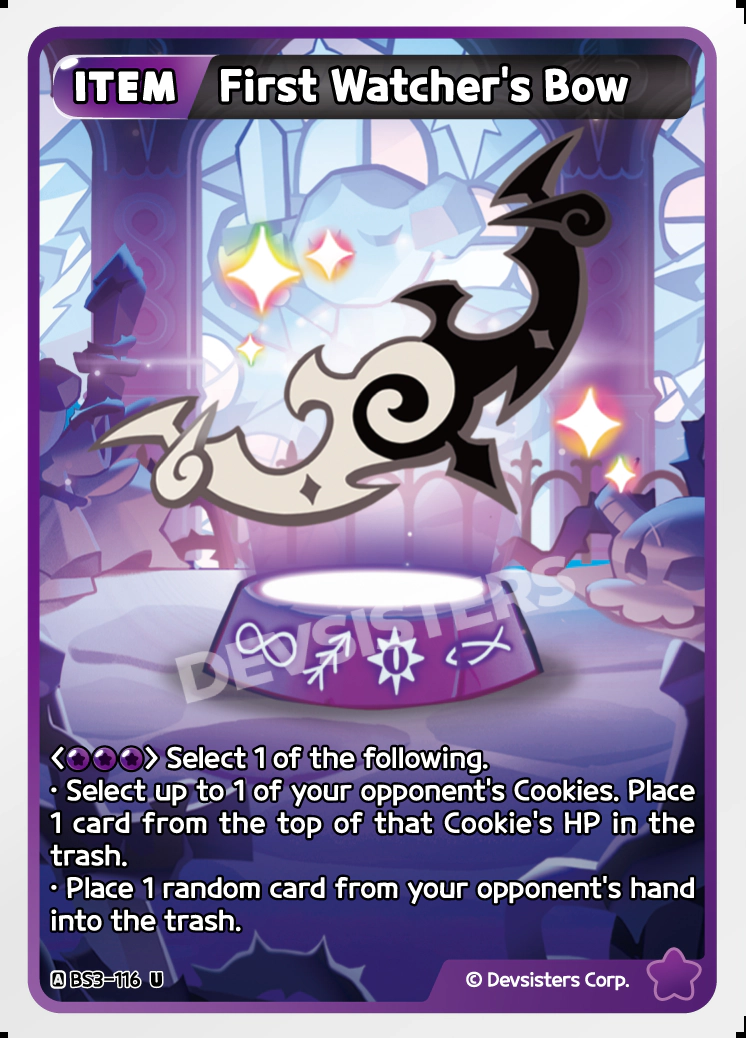 ITEM First Watcher's Bow
DEVSISTERS
<★★★> Select 1 of the following.
· Select up to 1 of your opponent's Cookies. Place
1 card from the top of that Cookie's HP in the
trash.
· Place 1 random card from your opponent's hand
into the trash.
A BS3-116 U © Devsisters Corp.